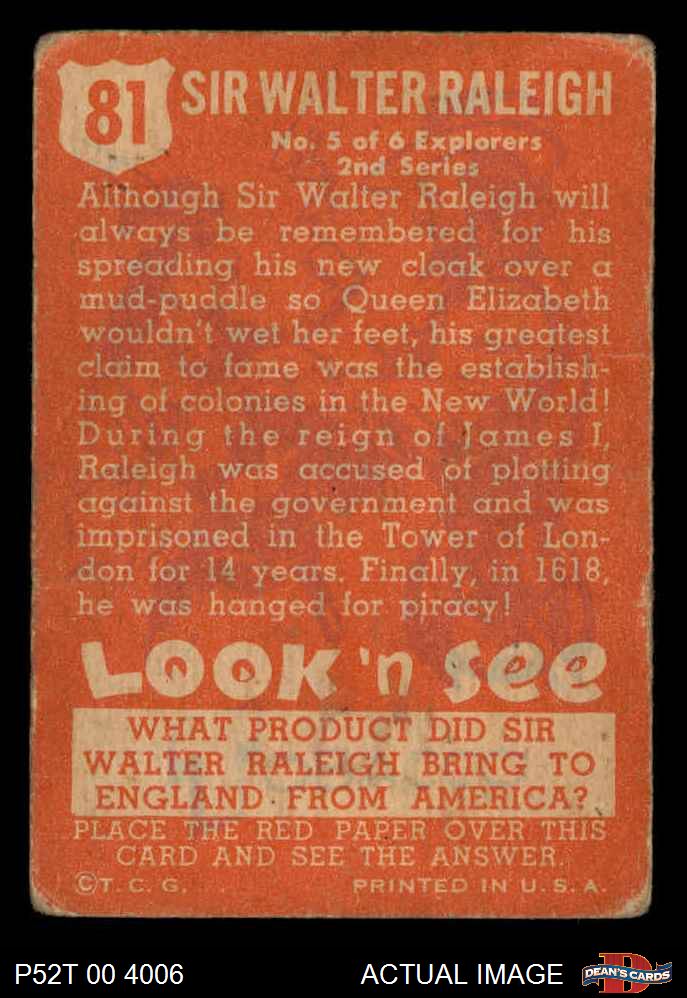 81 SIR WALTER RALEIGH
No. 5 of 6 Explorers
2nd Series
Although Sir Walter Raleigh will
always be remembered for his
spreading his new cloak over a
mud-puddle so Queen Elizabeth
wouldn't wet her feet, his greatest
claim to fame was the establish-
ing of colonies in the New World!
During the reign of James I,
Raleigh was accused of plotting
against the government and was
imprisoned in the Tower of Lon-
don for 14 years. Finally, in 1618,
he was hanged for piracy!
LOOK 'n See
WHAT PRODUCT DID SIR
WALTER RALEIGH BRING TO
ENGLAND FROM AMERICA?
PLACE THE RED PAPER OVER THIS
CARD AND SEE THE ANSWER.
©T. C. G. PRINTED IN U. S. A.
P52T 00 4006 ACTUAL IMAGE D DEAN'S CARDS